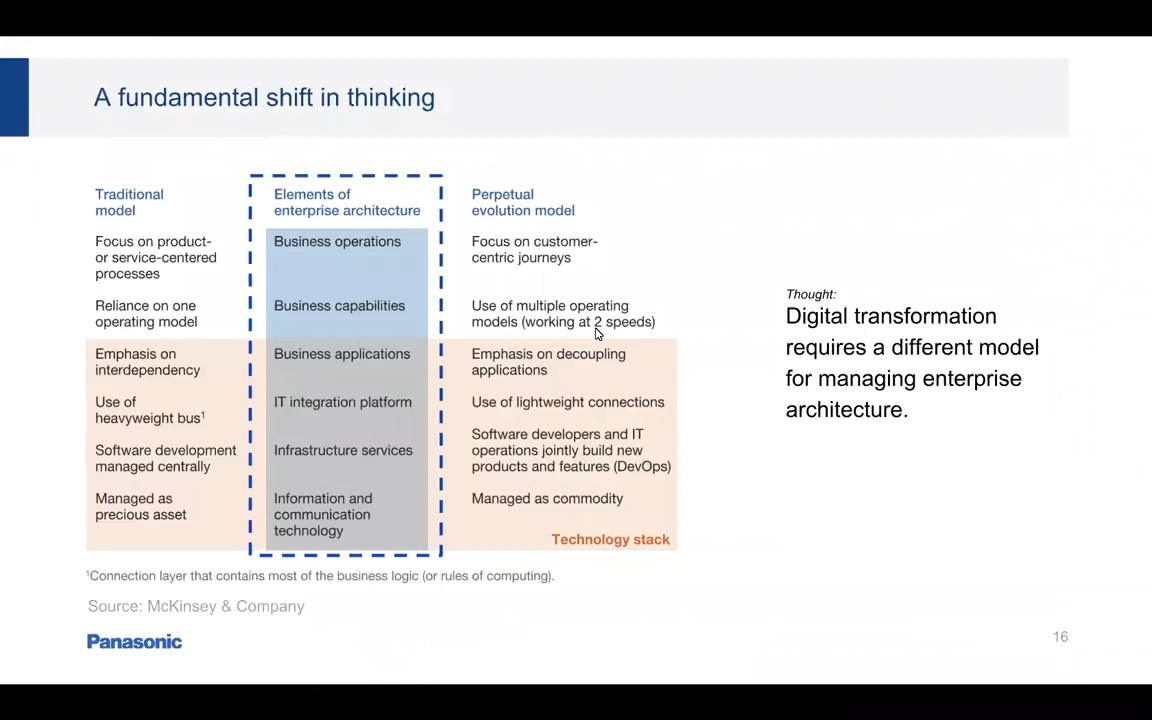 A fundamental shift in thinking
Traditional
model
Elements of
enterprise architecture
Perpetual
evolution model
Focus on product-
or service-centered
processes
Business operations
Focus on customer-
centric journeys
Reliance on one
operating model
Business capabilities
Use of multiple operating
models (working at 2 speeds)
Emphasis on
interdependency
Business applications
Emphasis on decoupling
applications
Use of
heavyweight bus¹
IT integration platform
Use of lightweight connections
Software development
managed centrally
Infrastructure services
Software developers and IT
operations jointly build new
products and features (DevOps)
Managed as
precious asset
Information and
communication
technology
Managed as commodity
Technology stack
¹Connection layer that contains most of the business logic (or rules of computing).
Source: McKinsey & Company
Thought:
Digital transformation
requires a different model
for managing enterprise
architecture.
Panasonic
16